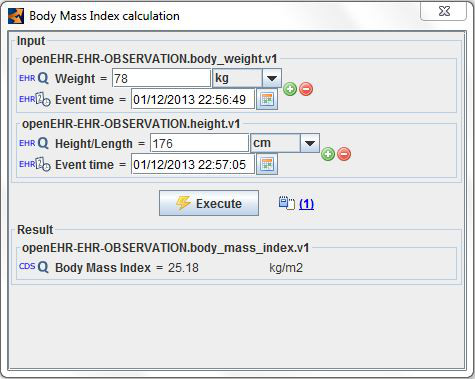 Body Mass Index calculation
Input
openEHR-EHR-OBSERVATION.body_weight.v1
EHR Q Weight = 78 kg
EHR Event time = 01/12/2013 22:56:49
openEHR-EHR-OBSERVATION.height.v1
EHR Q Height/Length = 176 cm
EHR Event time = 01/12/2013 22:57:05
Execute (1)
Result
openEHR-EHR-OBSERVATION.body_mass_index.v1
CDS Q Body Mass Index = 25.18 kg/m2